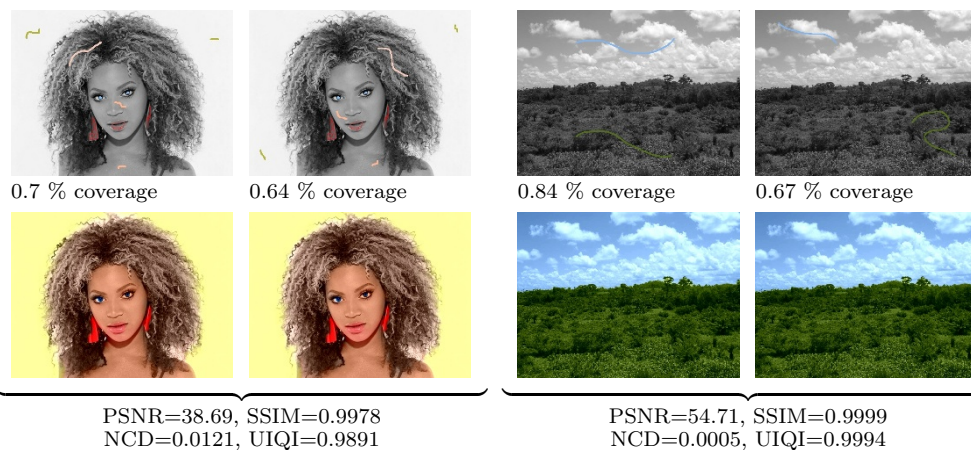 0.7 % coverage
0.64 % coverage
0.84 % coverage
0.67 % coverage
PSNR=38.69, SSIM=0.9978
NCD=0.0121, UIQI=0.9891
PSNR=54.71, SSIM=0.9999
NCD=0.0005, UIQI=0.9994